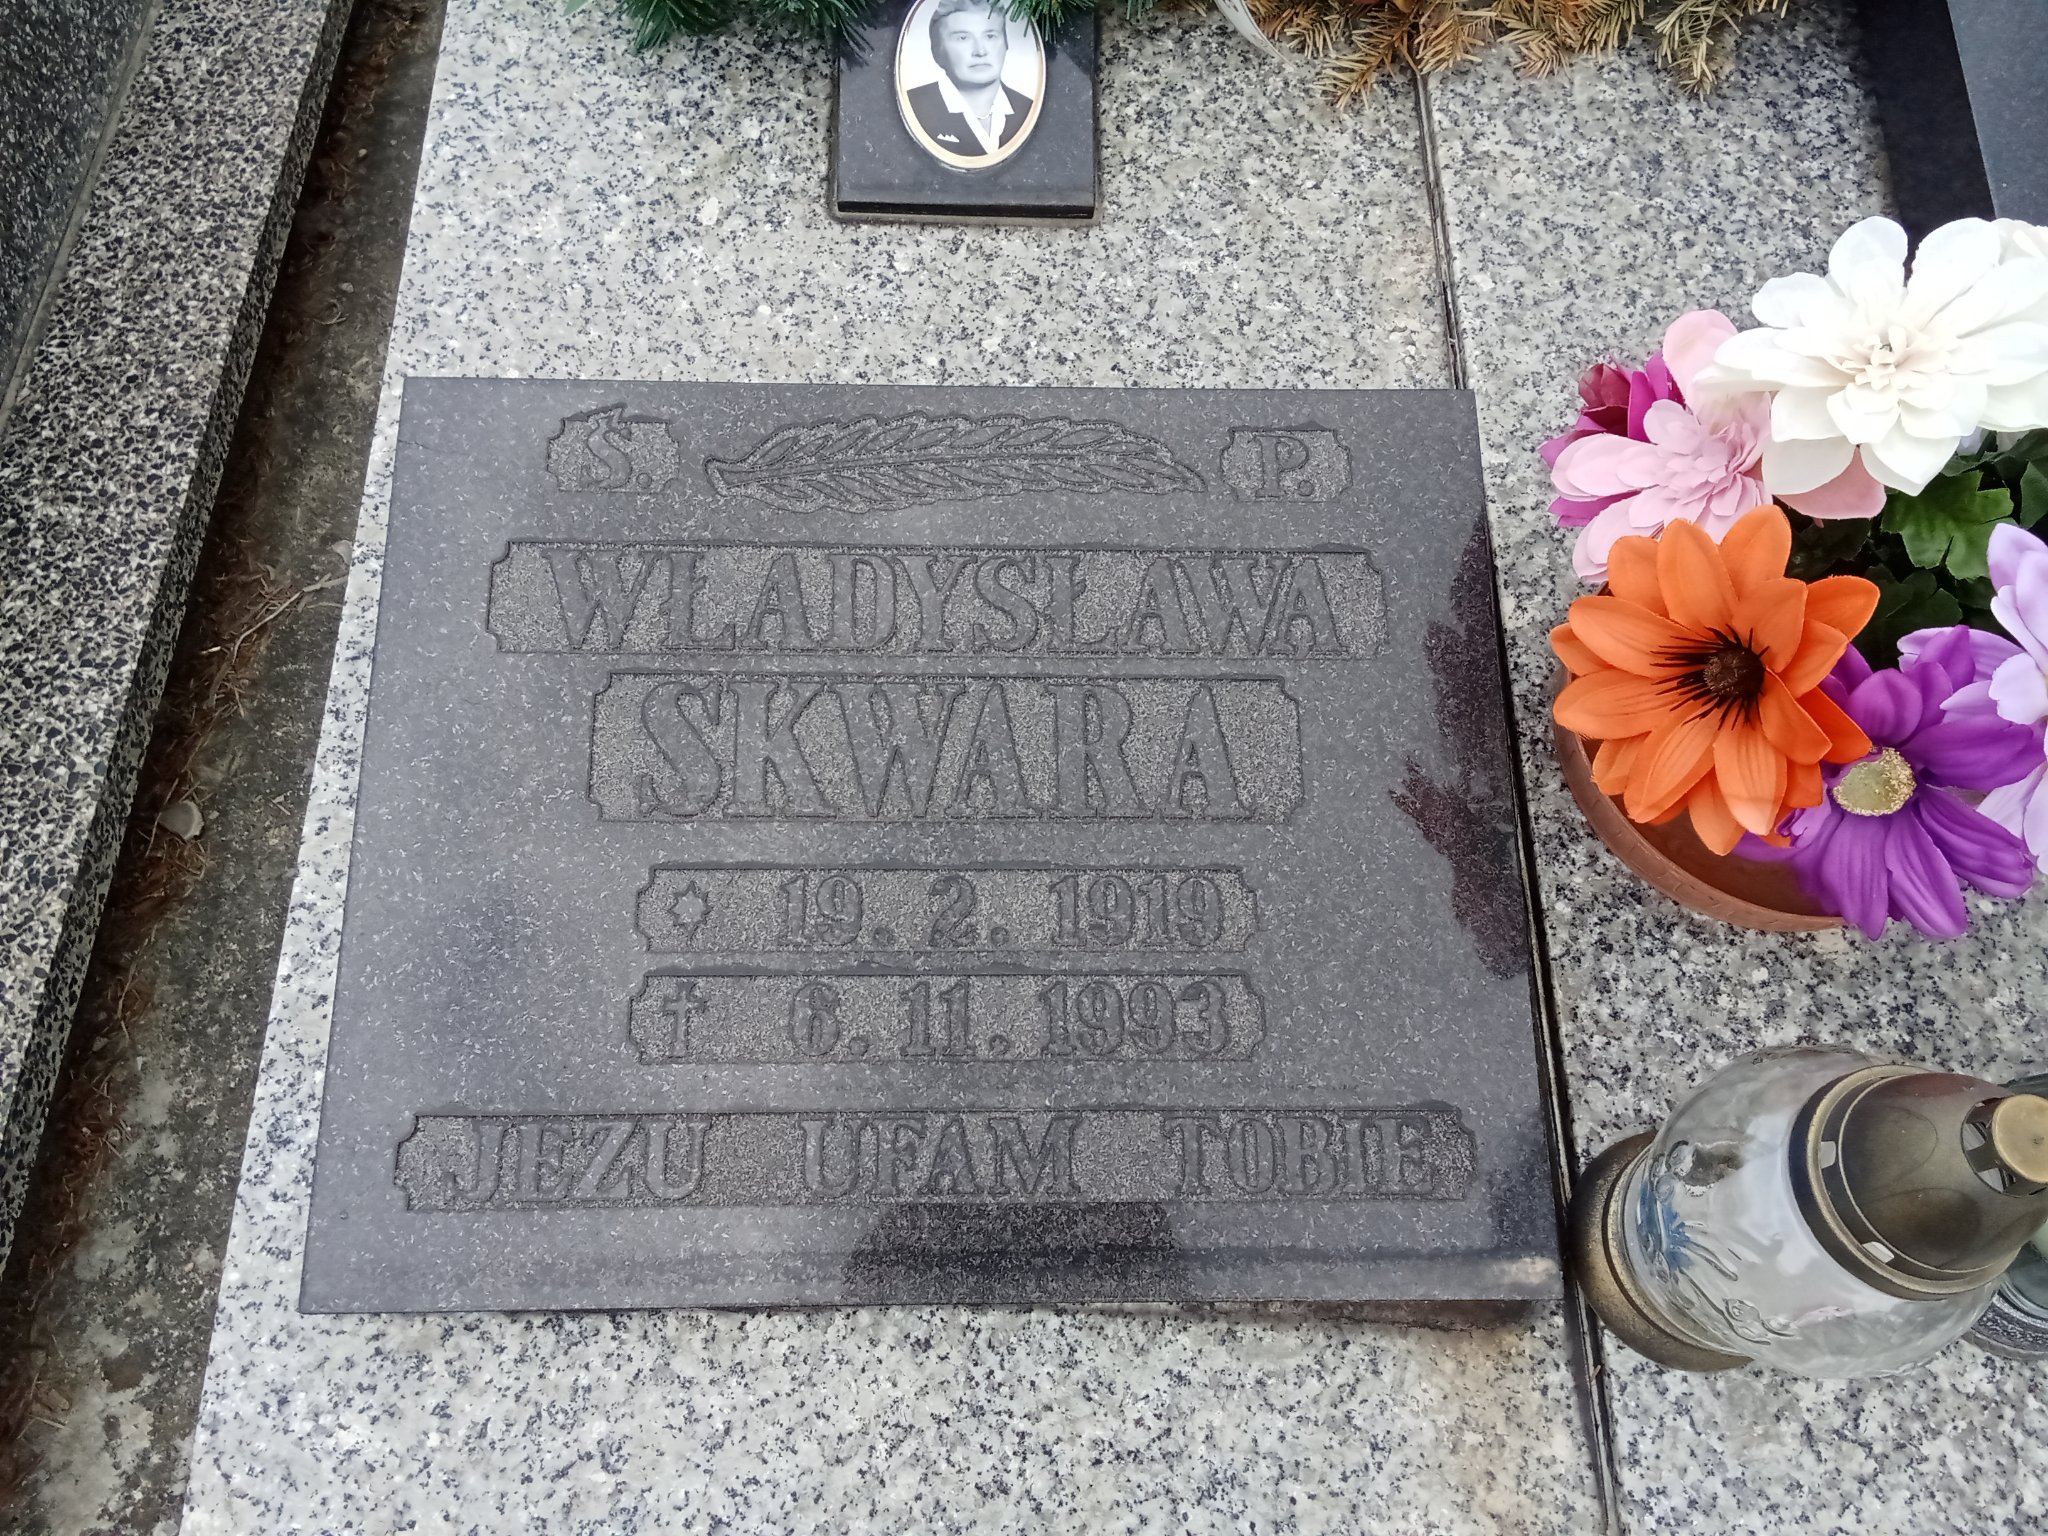 Ś. P.
WŁADYSŁAWA
SKWARA
✡ 19. 2. 1919
† 6. 11. 1993
JEZU UFAM TOBIE